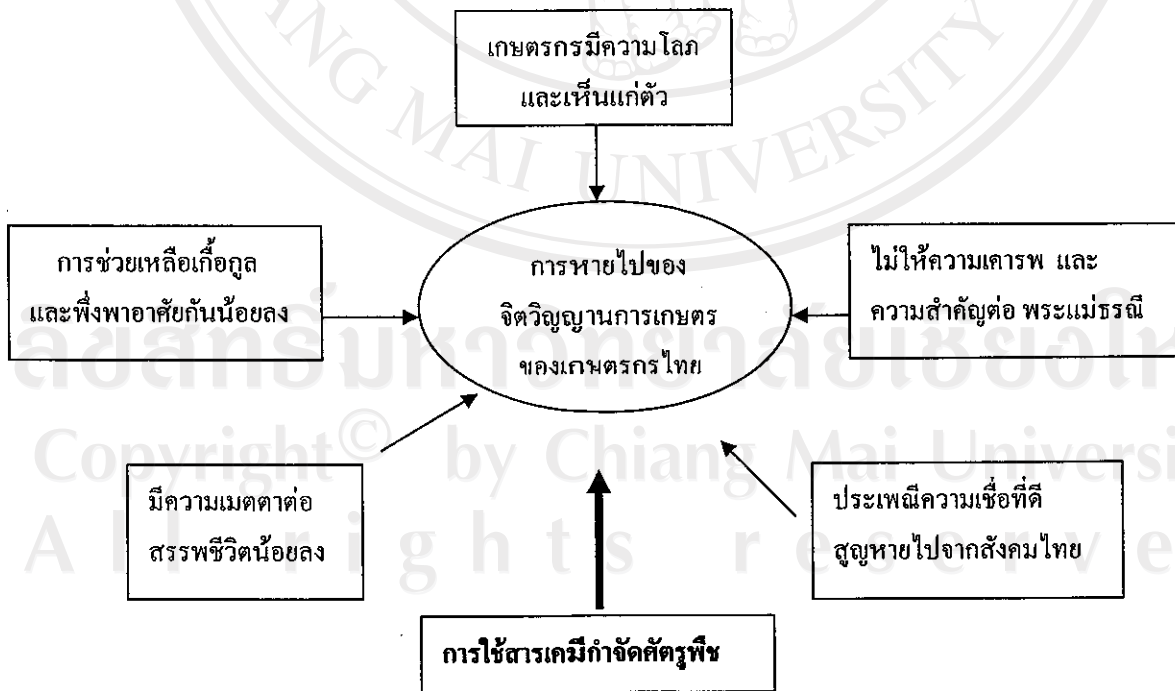 เกษตรกรมีความโลภ
และเห็นแก่ตัว
การช่วยเหลือเกื้อกูล
และพึ่งพาอาศัยกันน้อยลง
การหายไปของ
จิตวิญญานการเกษตร
ของเกษตรกรไทย
ไม่ให้ความเคารพ และ
ความสำคัญต่อ พระแม่ธรณี
มีความเมตตาต่อ
สรรพชีวิตน้อยลง
ประเพณีความเชื่อที่ดี
สูญหายไปจากสังคมไทย
การใช้สารเคมีกำจัดศัตรูพืช
ANG MAI UNIVERSITY
ลิขสิทธิ์มหาวิทยาลัยเชียงให
Copyright© by Chiang Mai Universi
All rights reserve